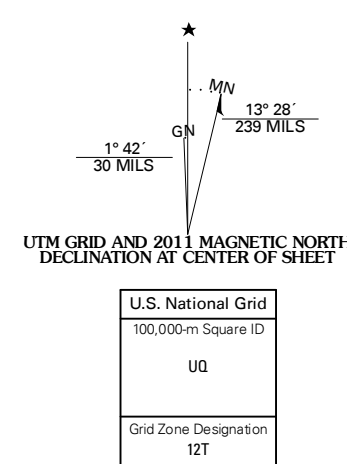 ★
MN
GN
13° 28´
239 MILS
1° 42´
30 MILS
UTM GRID AND 2011 MAGNETIC NORTH
DECLINATION AT CENTER OF SHEET
U.S. National Grid
100,000-m Square ID
UQ
Grid Zone Designation
12T